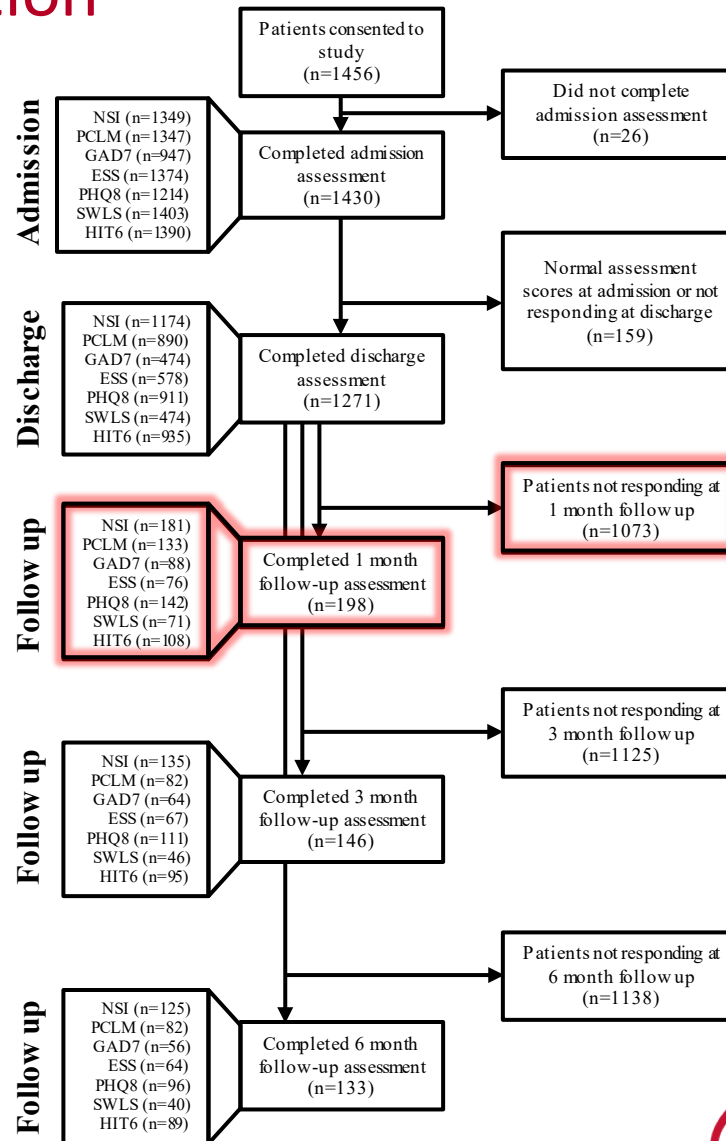 Patients consented to
study
(n=1456)
Did not complete
admission assessment
(n=26)
Admission
NSI (n=1349)
PCLM (n=1347)
GAD7 (n=947)
ESS (n=1374)
PHQ8 (n=1214)
SWLS (n=1403)
HIT6 (n=1390)
Completed admission
assessment
(n=1430)
Normal assessment
scores at admission or not
responding at discharge
(n=159)
Discharge
NSI (n=1174)
PCLM (n=890)
GAD7 (n=474)
ESS (n=578)
PHQ8 (n=911)
SWLS (n=474)
HIT6 (n=935)
Completed discharge
assessment
(n=1271)
Patients not responding at
1 month follow up
(n=1073)
Follow up
NSI (n=181)
PCLM (n=133)
GAD7 (n=88)
ESS (n=76)
PHQ8 (n=142)
SWLS (n=71)
HIT6 (n=108)
Completed 1 month
follow-up assessment
(n=198)
Patients not responding at
3 month follow up
(n=1125)
Follow up
NSI (n=135)
PCLM (n=82)
GAD7 (n=64)
ESS (n=67)
PHQ8 (n=111)
SWLS (n=46)
HIT6 (n=95)
Completed 3 month
follow-up assessment
(n=146)
Patients not responding at
6 month follow up
(n=1138)
Follow up
NSI (n=125)
PCLM (n=82)
GAD7 (n=56)
ESS (n=64)
PHQ8 (n=96)
SWLS (n=40)
HIT6 (n=89)
Completed 6 month
follow-up assessment
(n=133)